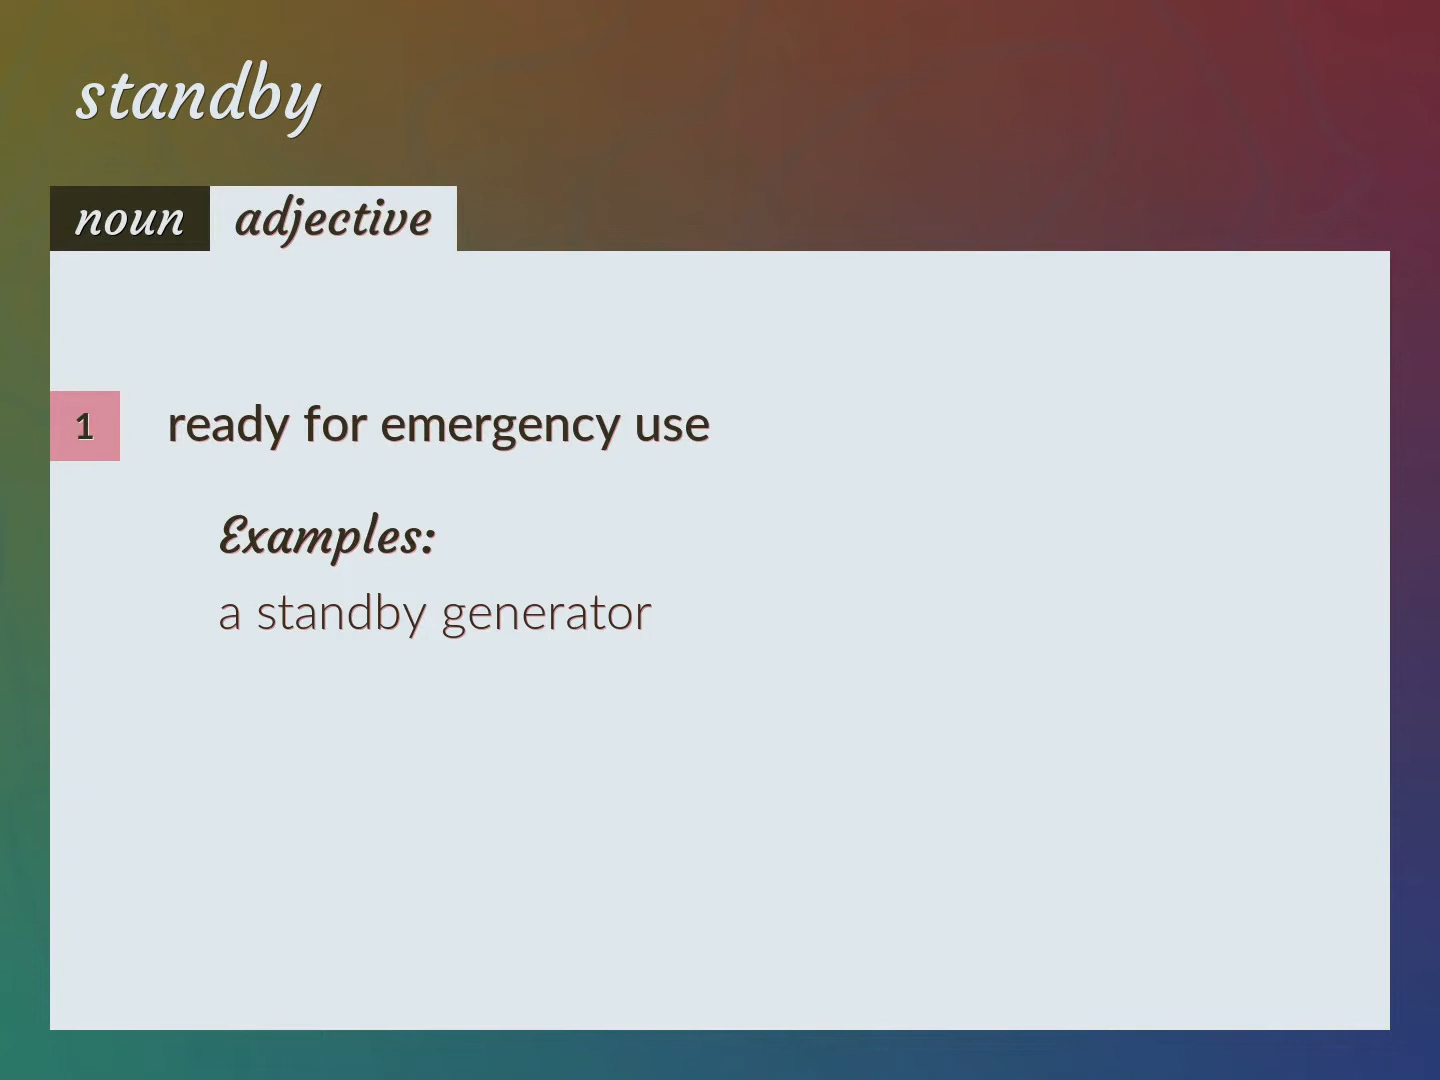 standby
noun adjective
1 ready for emergency use
Examples:
a standby generator